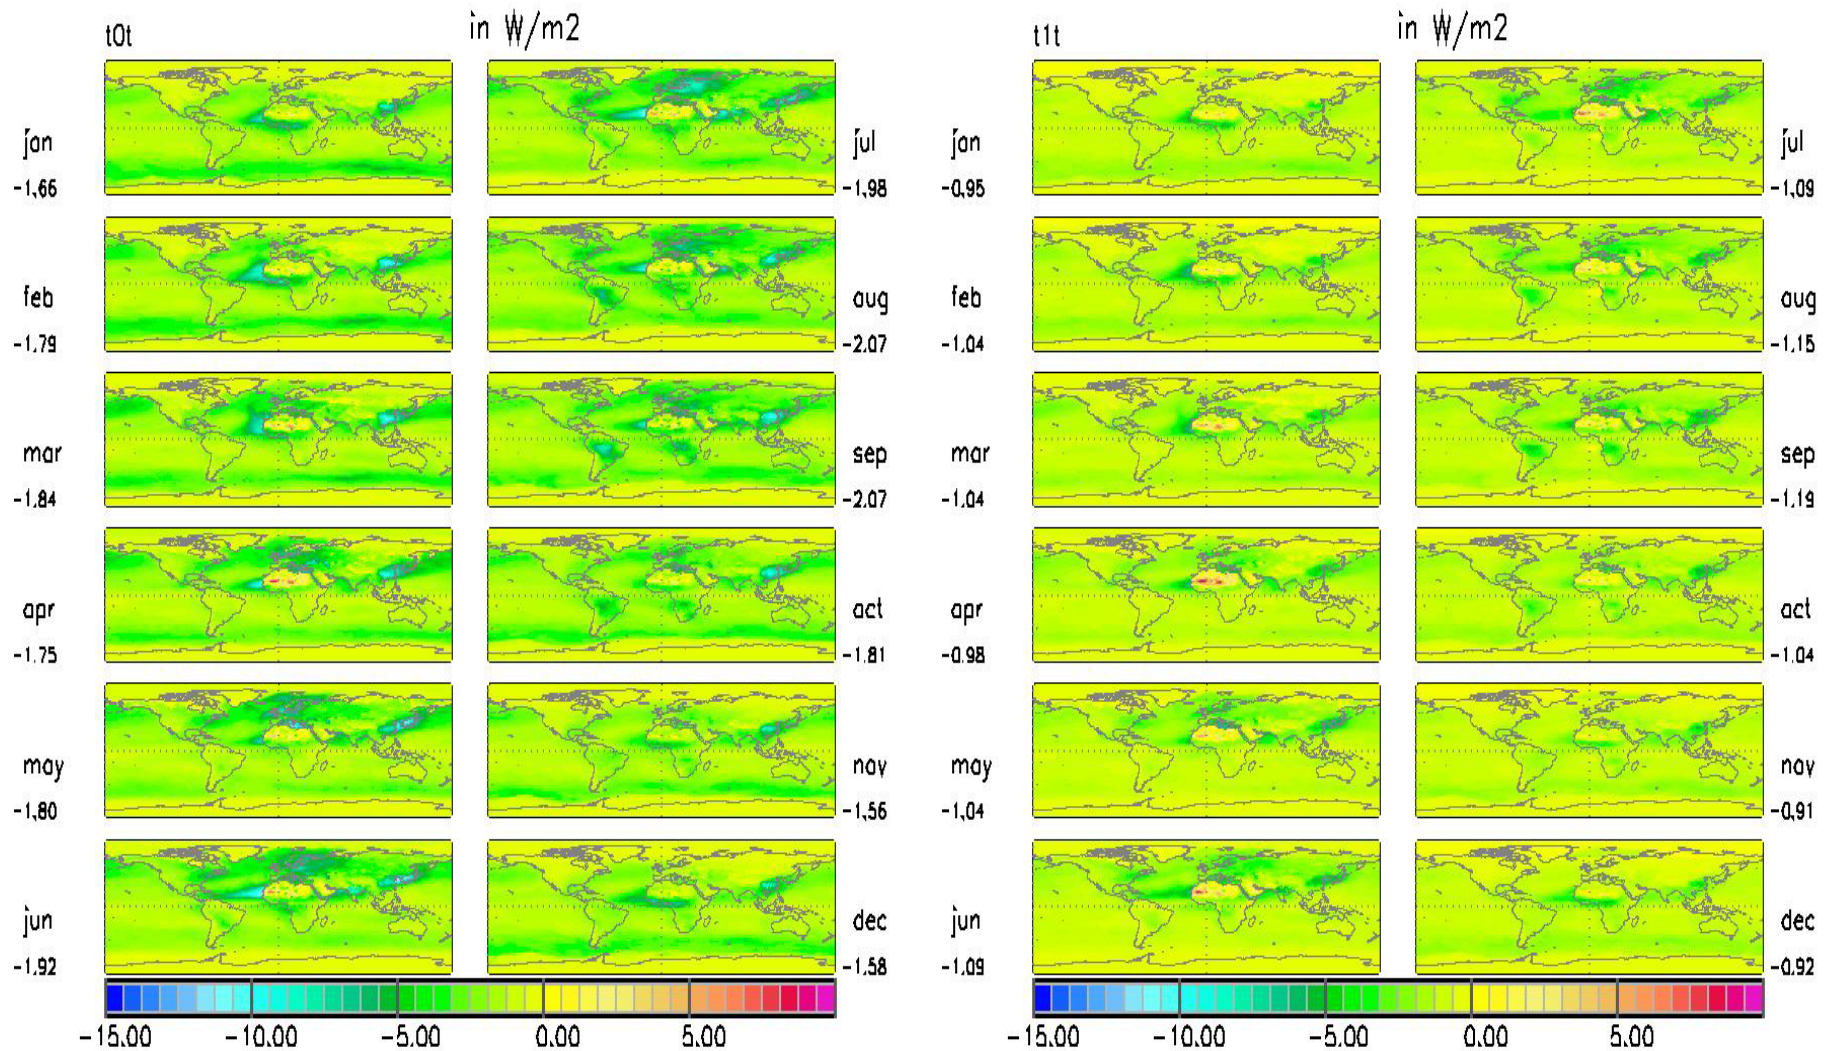 t0t in W/m2
jan
-1.66
jul
-1.98
feb
-1.79
aug
-2.07
mar
-1.84
sep
-2.07
apr
-1.75
oct
-1.81
may
-1.80
nov
-1.56
jun
-1.92
dec
-1.58
-15.00 -10.00 -5.00 0.00 5.00
t1t in W/m2
jan
-0.95
jul
-1.09
feb
-1.04
aug
-1.15
mar
-1.04
sep
-1.19
apr
-0.98
oct
-1.04
may
-1.04
nov
-0.91
jun
-1.09
dec
-0.92
-15.00 -10.00 -5.00 0.00 5.00